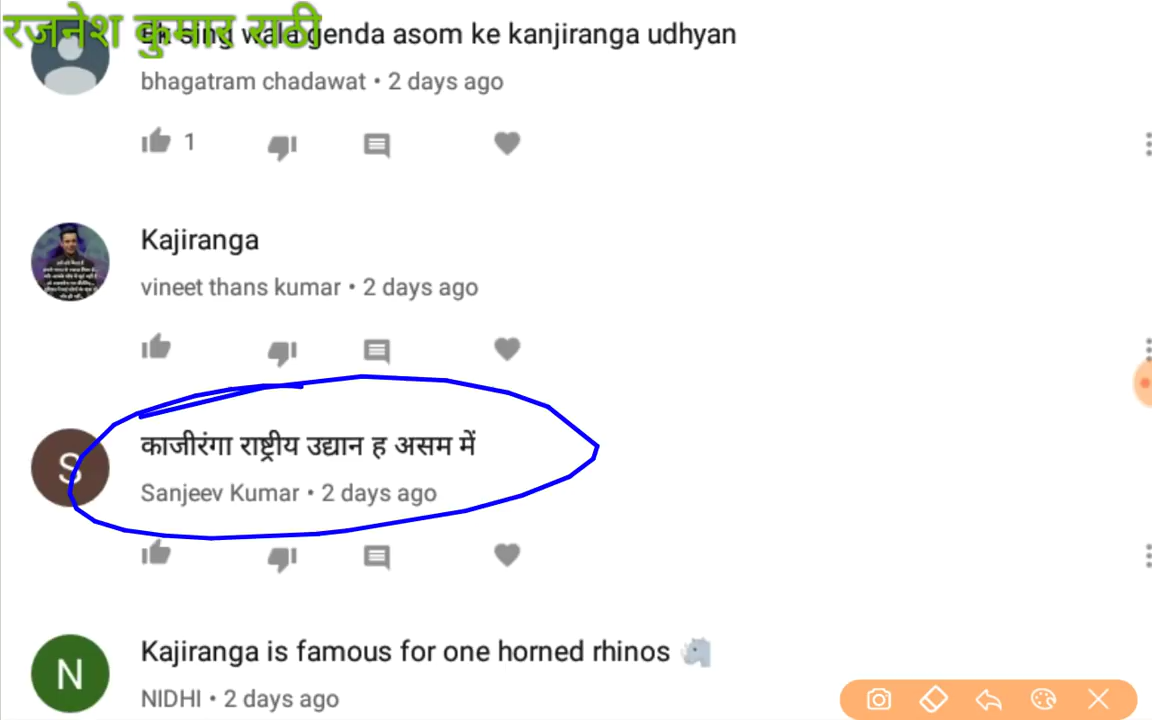 रजनेश कुमार राठी
Ek sing wala genda asom ke kanjiranga udhyan
bhagatram chadawat • 2 days ago
1
Kajiranga
vineet thans kumar • 2 days ago
काजीरंगा राष्ट्रीय उद्यान ह असम में
S
Sanjeev Kumar • 2 days ago
Kajiranga is famous for one horned rhinos 🦏
N
NIDHI • 2 days ago